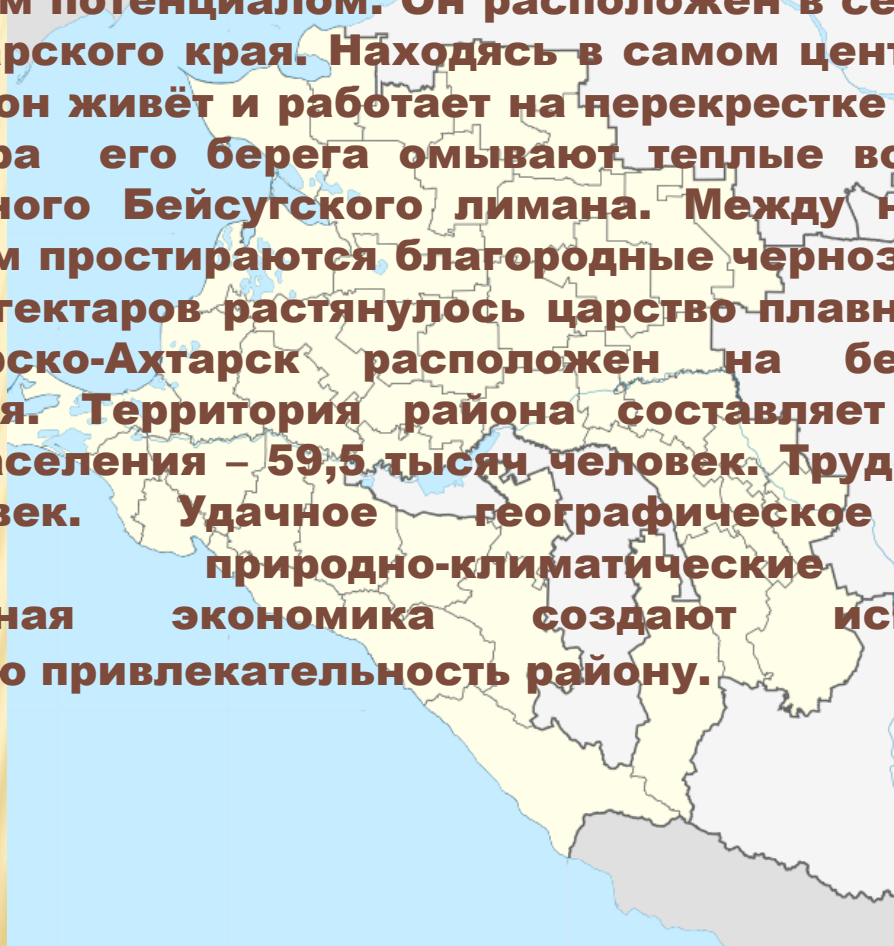 м потенциалом. Он расположен в се
арского края. Находясь в самом цент
он живёт и работает на перекрестке
ра его берега омывают теплые во
ного Бейсугского лимана. Между н
м простираются благородные черноз
гектаров растянулось царство плавн
рско-Ахтарск расположен на бе
я. Территория района составляет
аселения – 59,5 тысяч человек. Труд
век. Удачное географическое
природно-климатические
ная экономика создают ис
о привлекательность району.